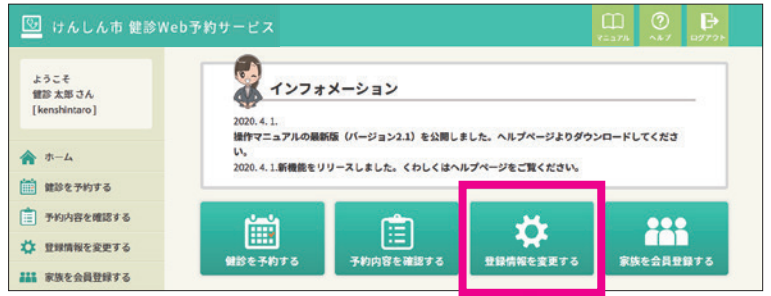 けんしん市 健診Web予約サービス
マニュアル
ヘルプ
ログアウト
ようこそ
健診 太郎 さん
[ kenshintaro ]
ホーム
健診を予約する
予約内容を確認する
登録情報を変更する
家族を会員登録する
インフォメーション
2020. 4. 1.
操作マニュアルの最新版（バージョン2.1）を公開しました。ヘルプページよりダウンロードしてくださ
い。
2020. 4. 1.新機能をリリースしました。くわしくはヘルプページをご覧ください。
健診を予約する
予約内容を確認する
登録情報を変更する
家族を会員登録する